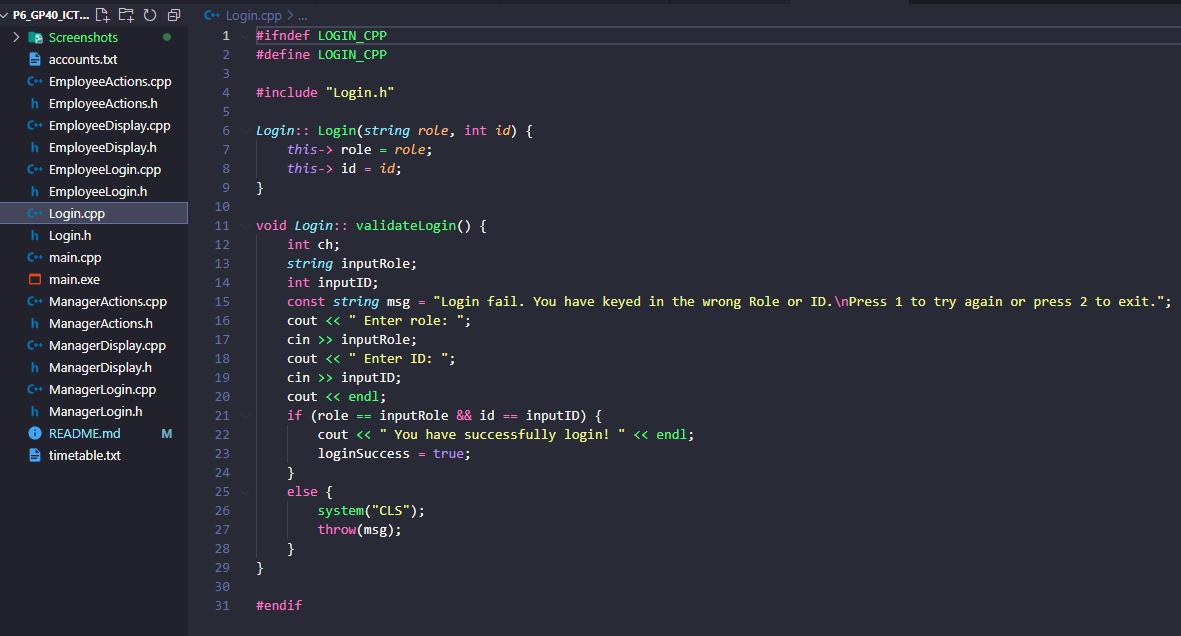 P6_GP40_ICT...
Screenshots
accounts.txt
EmployeeActions.cpp
EmployeeActions.h
EmployeeDisplay.cpp
EmployeeDisplay.h
EmployeeLogin.cpp
EmployeeLogin.h
Login.cpp
Login.h
main.cpp
main.exe
ManagerActions.cpp
ManagerActions.h
ManagerDisplay.cpp
ManagerDisplay.h
ManagerLogin.cpp
ManagerLogin.h
README.md M
timetable.txt
Login.cpp > ...
1 #ifndef LOGIN_CPP
2 #define LOGIN_CPP
3
4 #include "Login.h"
5
6 Login:: Login(string role, int id) {
7     this-> role = role;
8     this-> id = id;
9 }
10
11 void Login:: validateLogin() {
12     int ch;
13     string inputRole;
14     int inputID;
15     const string msg = "Login fail. You have keyed in the wrong Role or ID.\nPress 1 to try again or press 2 to exit.";
16     cout << " Enter role: ";
17     cin >> inputRole;
18     cout << " Enter ID: ";
19     cin >> inputID;
20     cout << endl;
21     if (role == inputRole && id == inputID) {
22         cout << " You have successfully login! " << endl;
23         loginSuccess = true;
24     }
25     else {
26         system("CLS");
27         throw(msg);
28     }
29 }
30
31 #endif